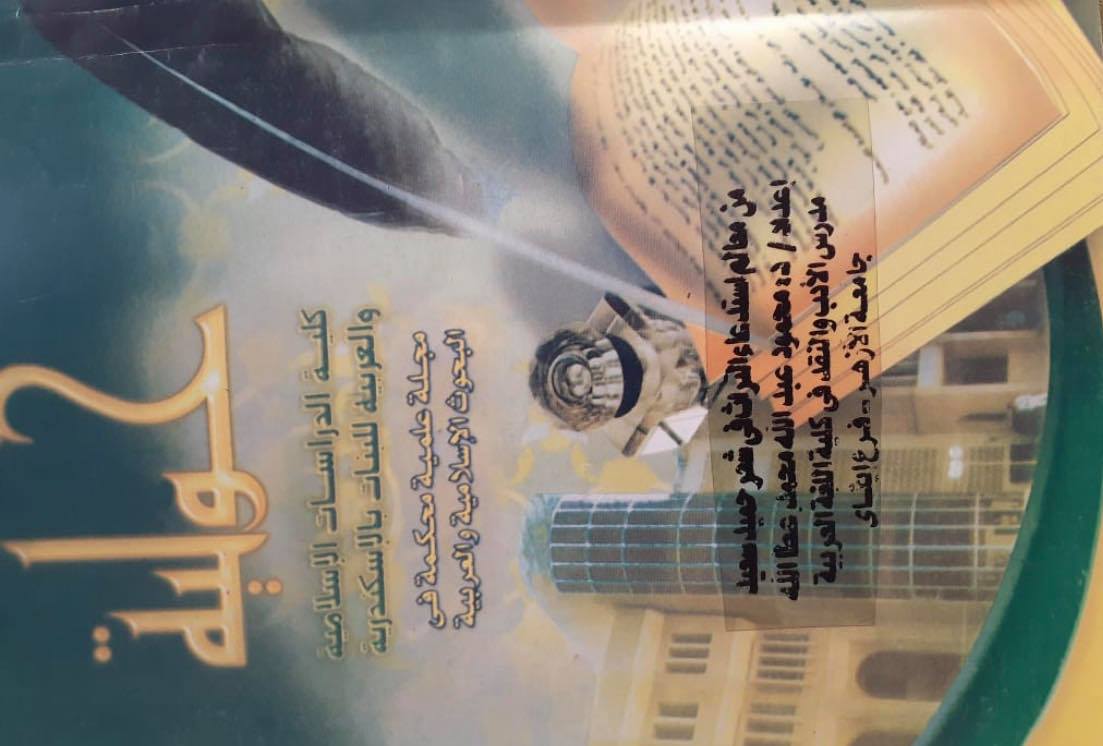 حولية
كلية الدراسات الإسلامية
والعربية للبنات بالإسكندرية
مجلة علمية محكمة فى
البحوث الإسلامية والعربية
من معالم استدعاء التراث فى شعر حميد سعيد
إعداد / د. محمود عبد الله محمد عطا الله
مدرس الأدب والنقد فى كلية اللغة العربية
جامعة الأزهر - فرع ايتاى